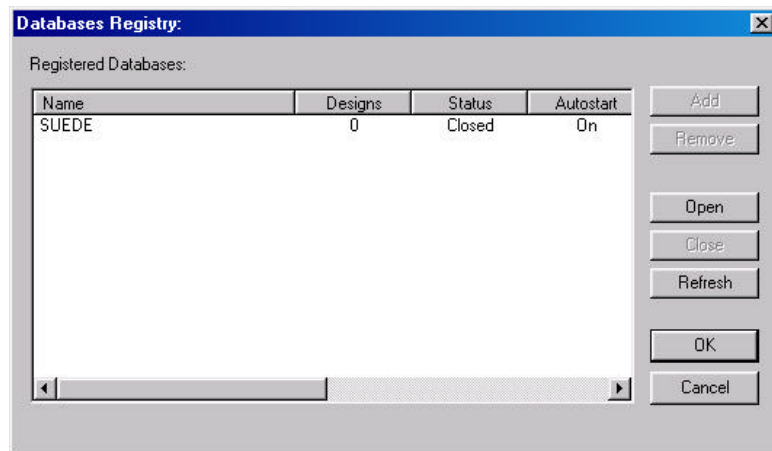 Databases Registry:
Registered Databases:
Name Designs Status Autostart
SUEDE 0 Closed On
Add
Remove
Open
Close
Refresh
OK
Cancel